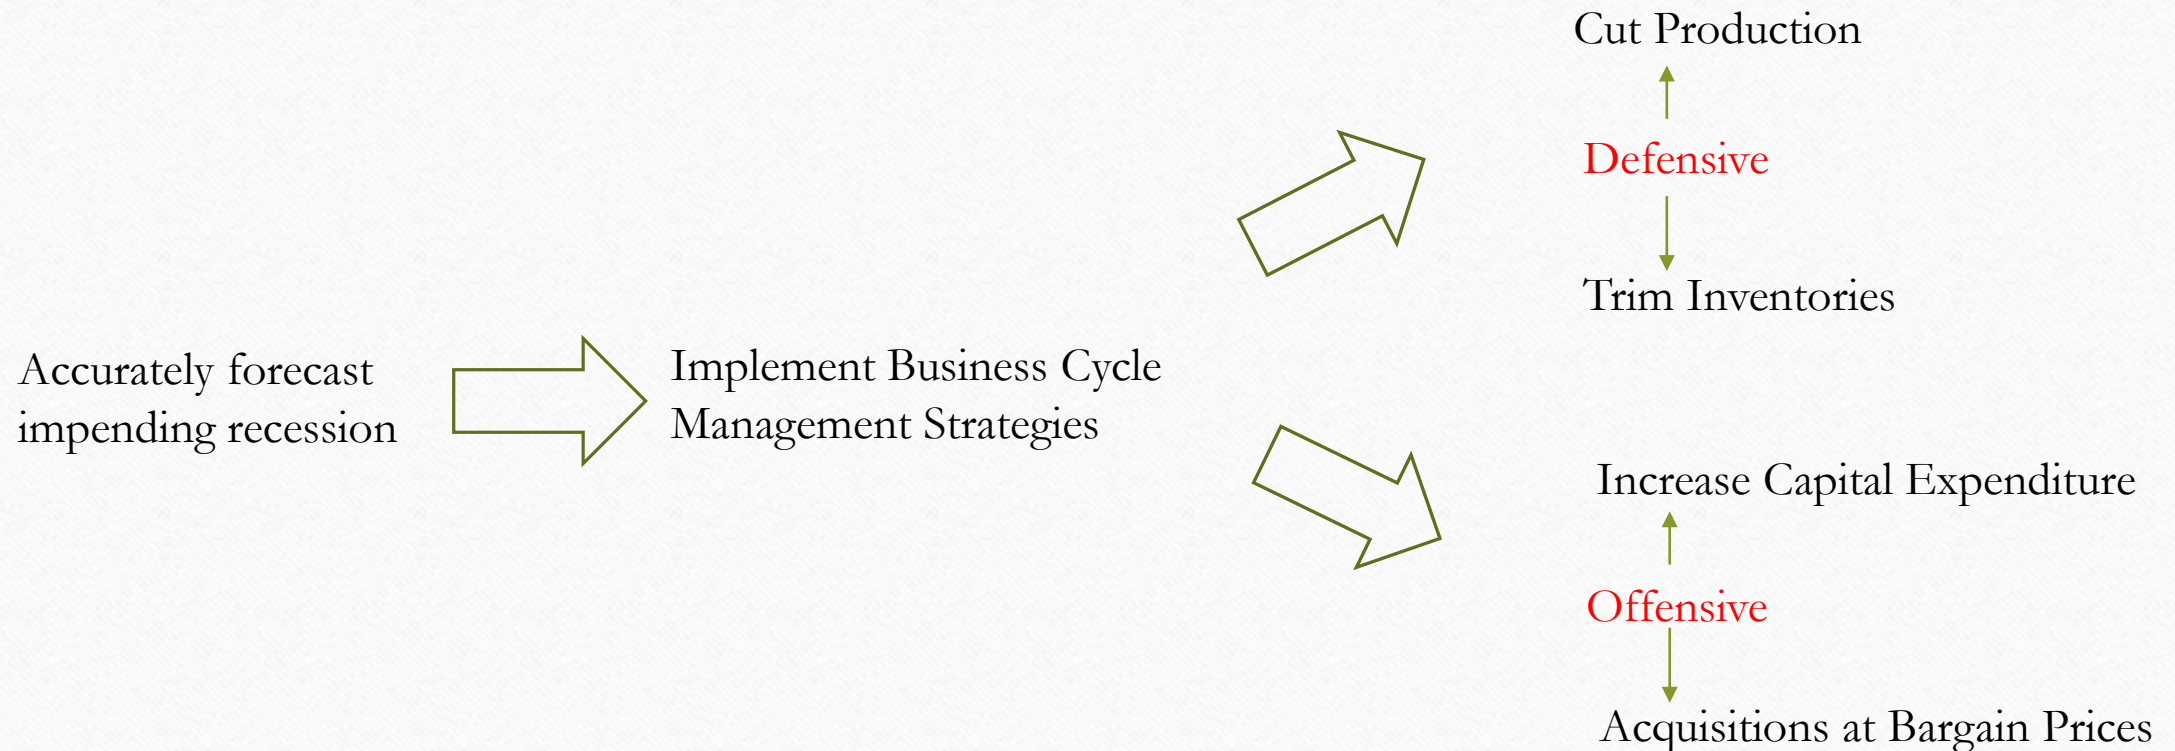 Accurately forecast
impending recession
Implement Business Cycle
Management Strategies
Cut Production
Defensive
Trim Inventories
Increase Capital Expenditure
Offensive
Acquisitions at Bargain Prices